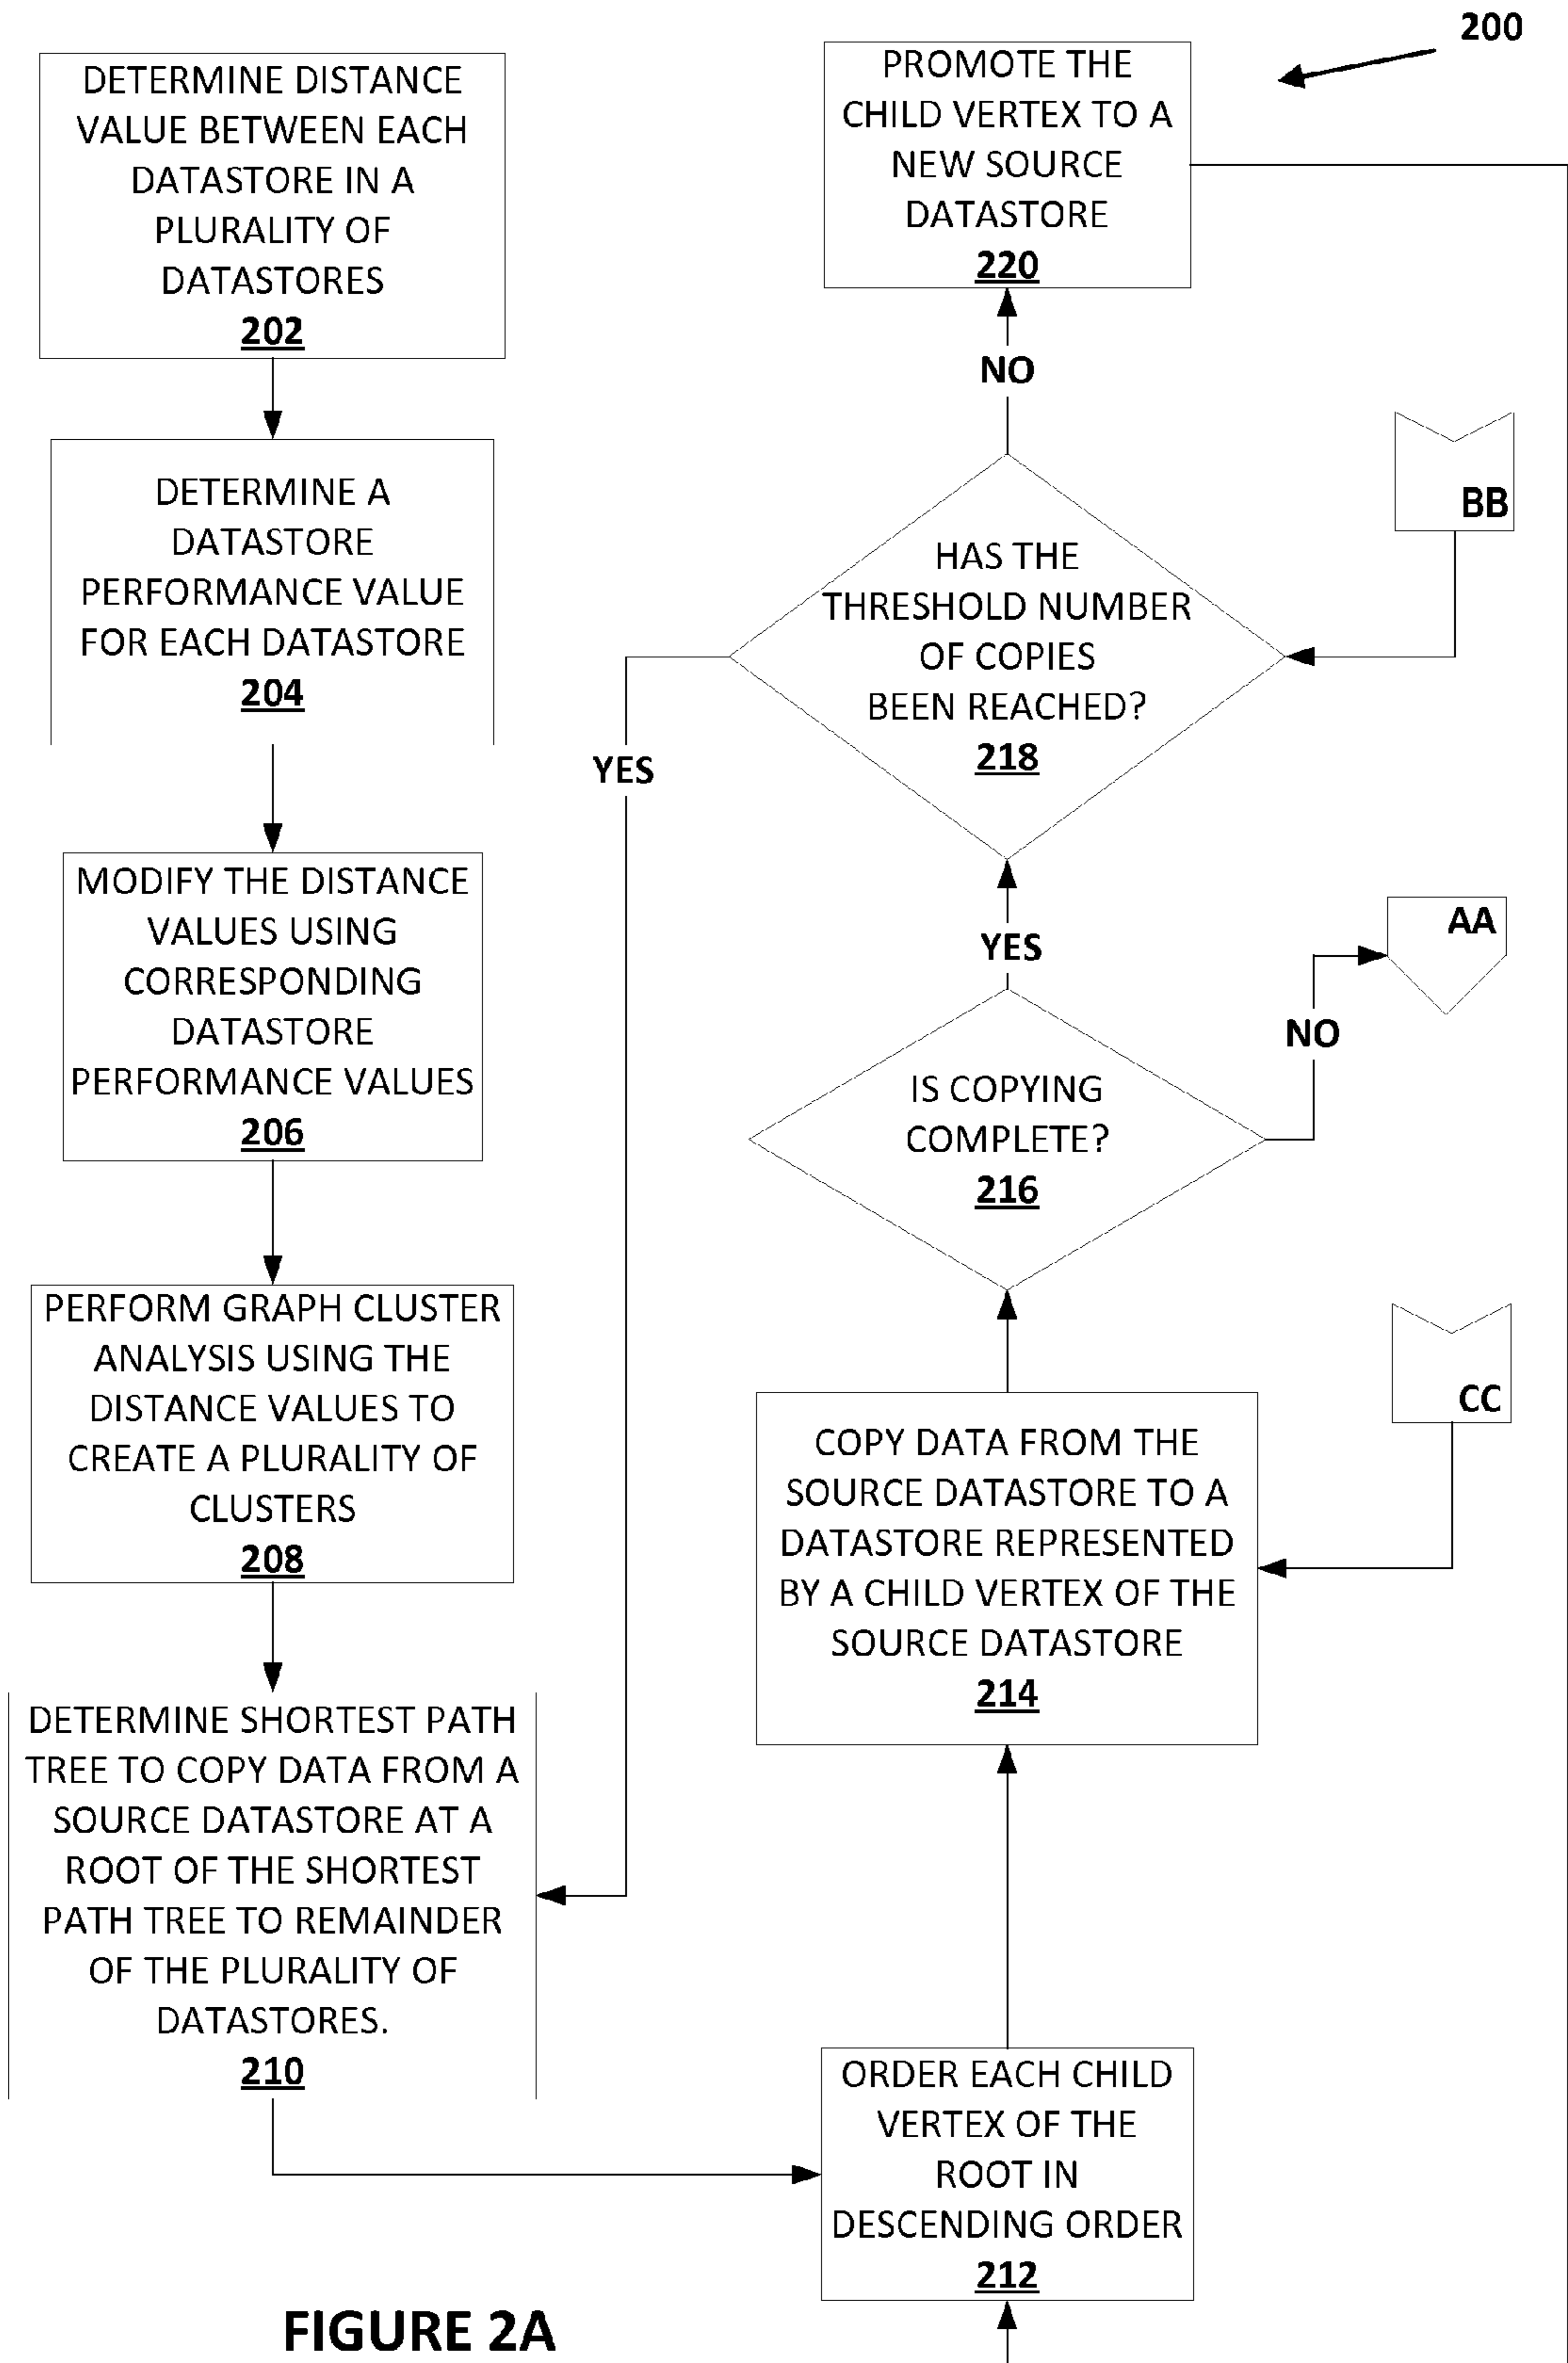 200
DETERMINE DISTANCE
VALUE BETWEEN EACH
DATASTORE IN A
PLURALITY OF
DATASTORES
202
DETERMINE A
DATASTORE
PERFORMANCE VALUE
FOR EACH DATASTORE
204
MODIFY THE DISTANCE
VALUES USING
CORRESPONDING
DATASTORE
PERFORMANCE VALUES
206
PERFORM GRAPH CLUSTER
ANALYSIS USING THE
DISTANCE VALUES TO
CREATE A PLURALITY OF
CLUSTERS
208
DETERMINE SHORTEST PATH
TREE TO COPY DATA FROM A
SOURCE DATASTORE AT A
ROOT OF THE SHORTEST
PATH TREE TO REMAINDER
OF THE PLURALITY OF
DATASTORES.
210
PROMOTE THE
CHILD VERTEX TO A
NEW SOURCE
DATASTORE
220
NO
BB
HAS THE
THRESHOLD NUMBER
OF COPIES
BEEN REACHED?
218
YES
YES
AA
NO
IS COPYING
COMPLETE?
216
CC
COPY DATA FROM THE
SOURCE DATASTORE TO A
DATASTORE REPRESENTED
BY A CHILD VERTEX OF THE
SOURCE DATASTORE
214
ORDER EACH CHILD
VERTEX OF THE
ROOT IN
DESCENDING ORDER
212
FIGURE 2A